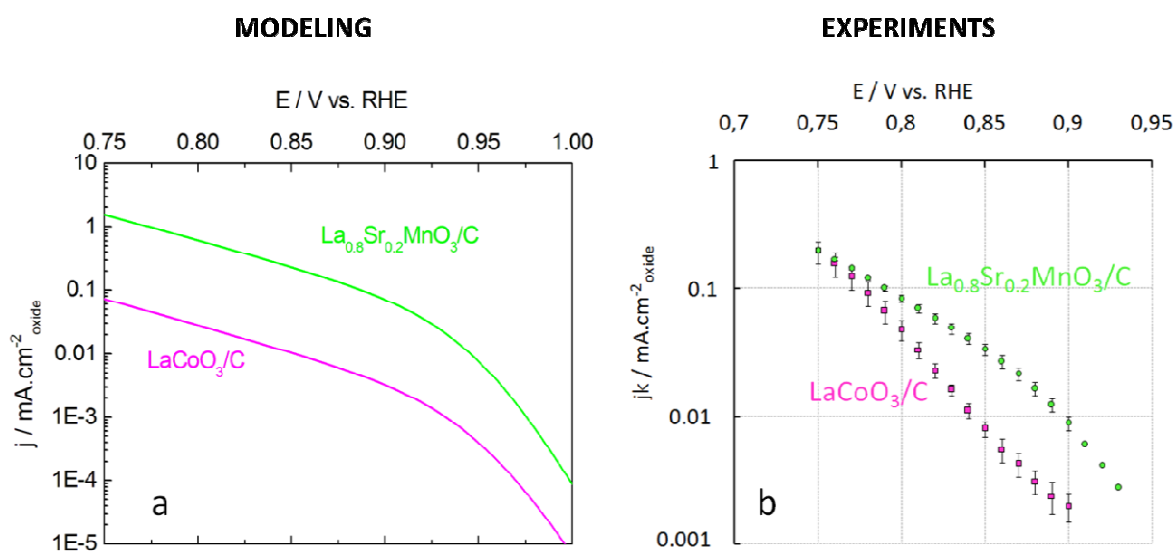 MODELING
EXPERIMENTS
E / V vs. RHE
0.75 0.80 0.85 0.90 0.95 1.00
10
1
0.1
0.01
1E-3
1E-4
1E-5
j / mA.cm⁻²oxide
La₀.₈Sr₀.₂MnO₃/C
LaCoO₃/C
a
E / V vs. RHE
0,7 0,75 0,8 0,85 0,9 0,95
1
0.1
0.01
0.001
jk / mA.cm⁻²oxide
La₀.₈Sr₀.₂MnO₃/C
LaCoO₃/C
b